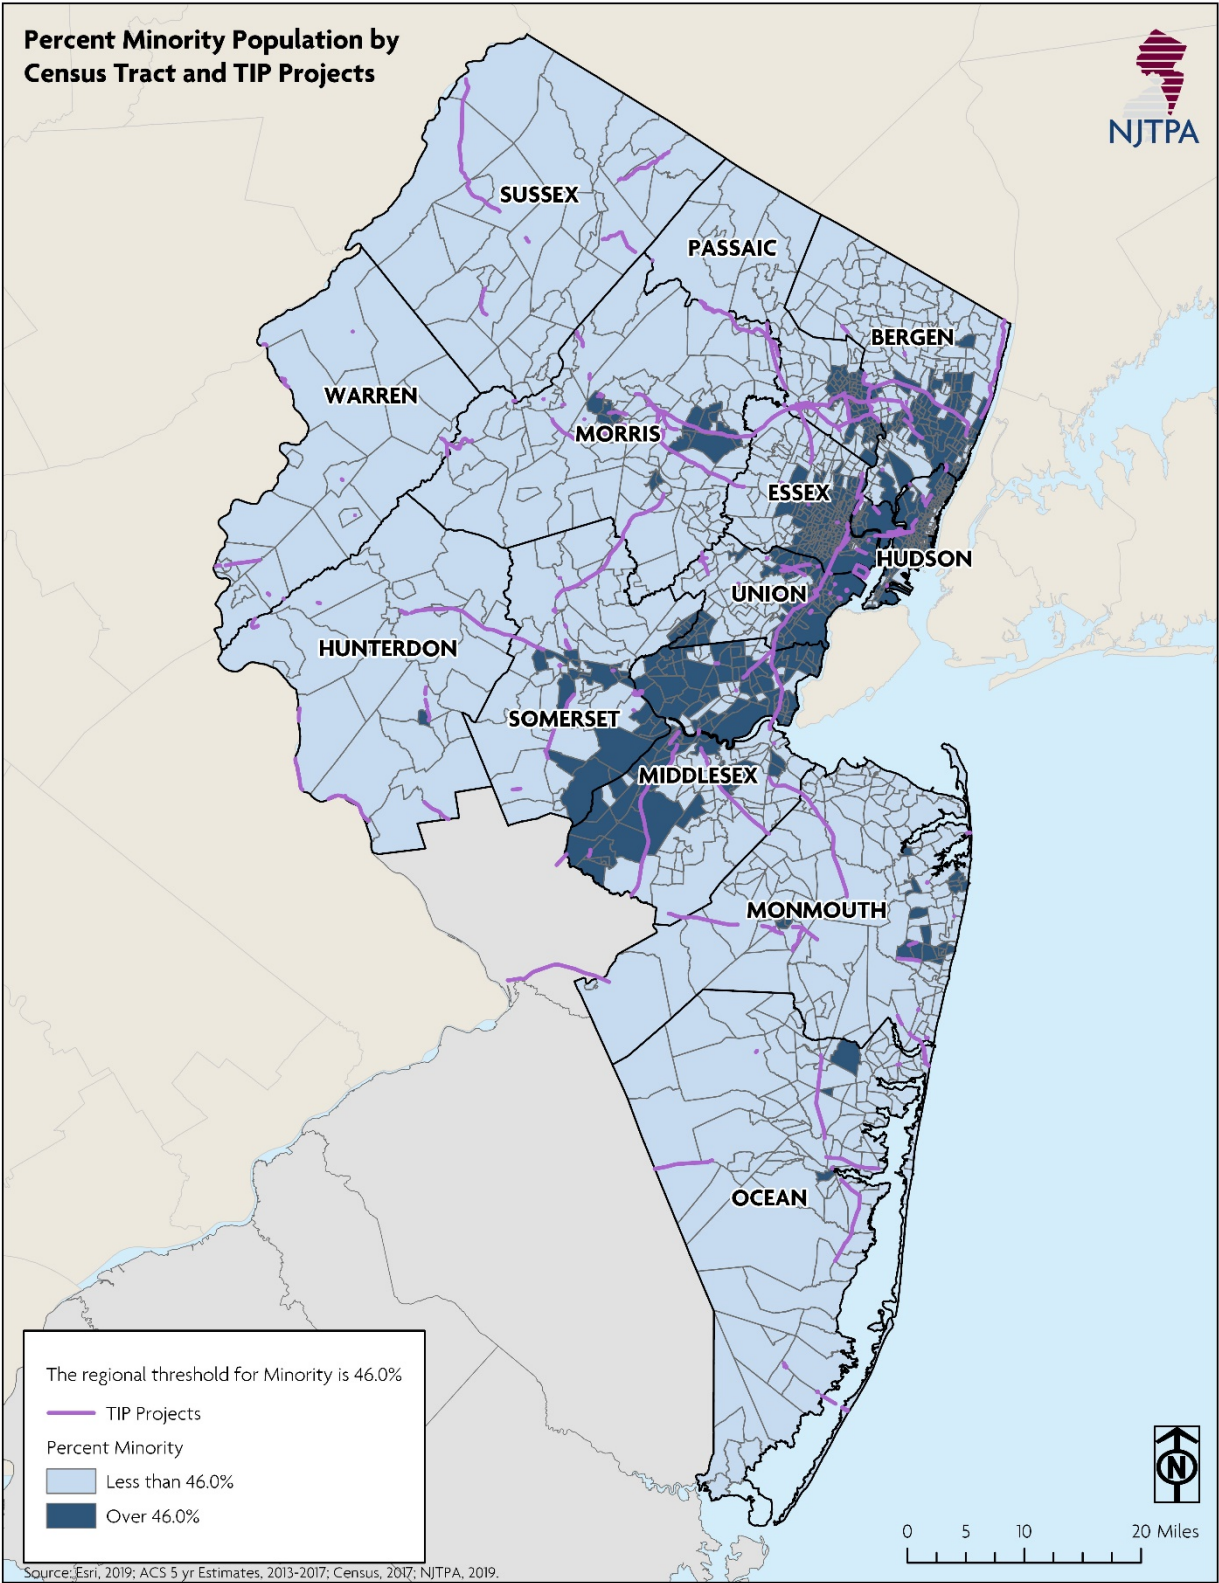 Percent Minority Population by
Census Tract and TIP Projects
NJTPA
SUSSEX
PASSAIC
BERGEN
WARREN
MORRIS
ESSEX
HUDSON
UNION
HUNTERDON
SOMERSET
MIDDLESEX
MONMOUTH
OCEAN
The regional threshold for Minority is 46.0%
TIP Projects
Percent Minority
Less than 46.0%
Over 46.0%
N
0 5 10 20 Miles
Source: Esri, 2019; ACS 5 yr Estimates, 2013-2017; Census, 2017; NJTPA, 2019.